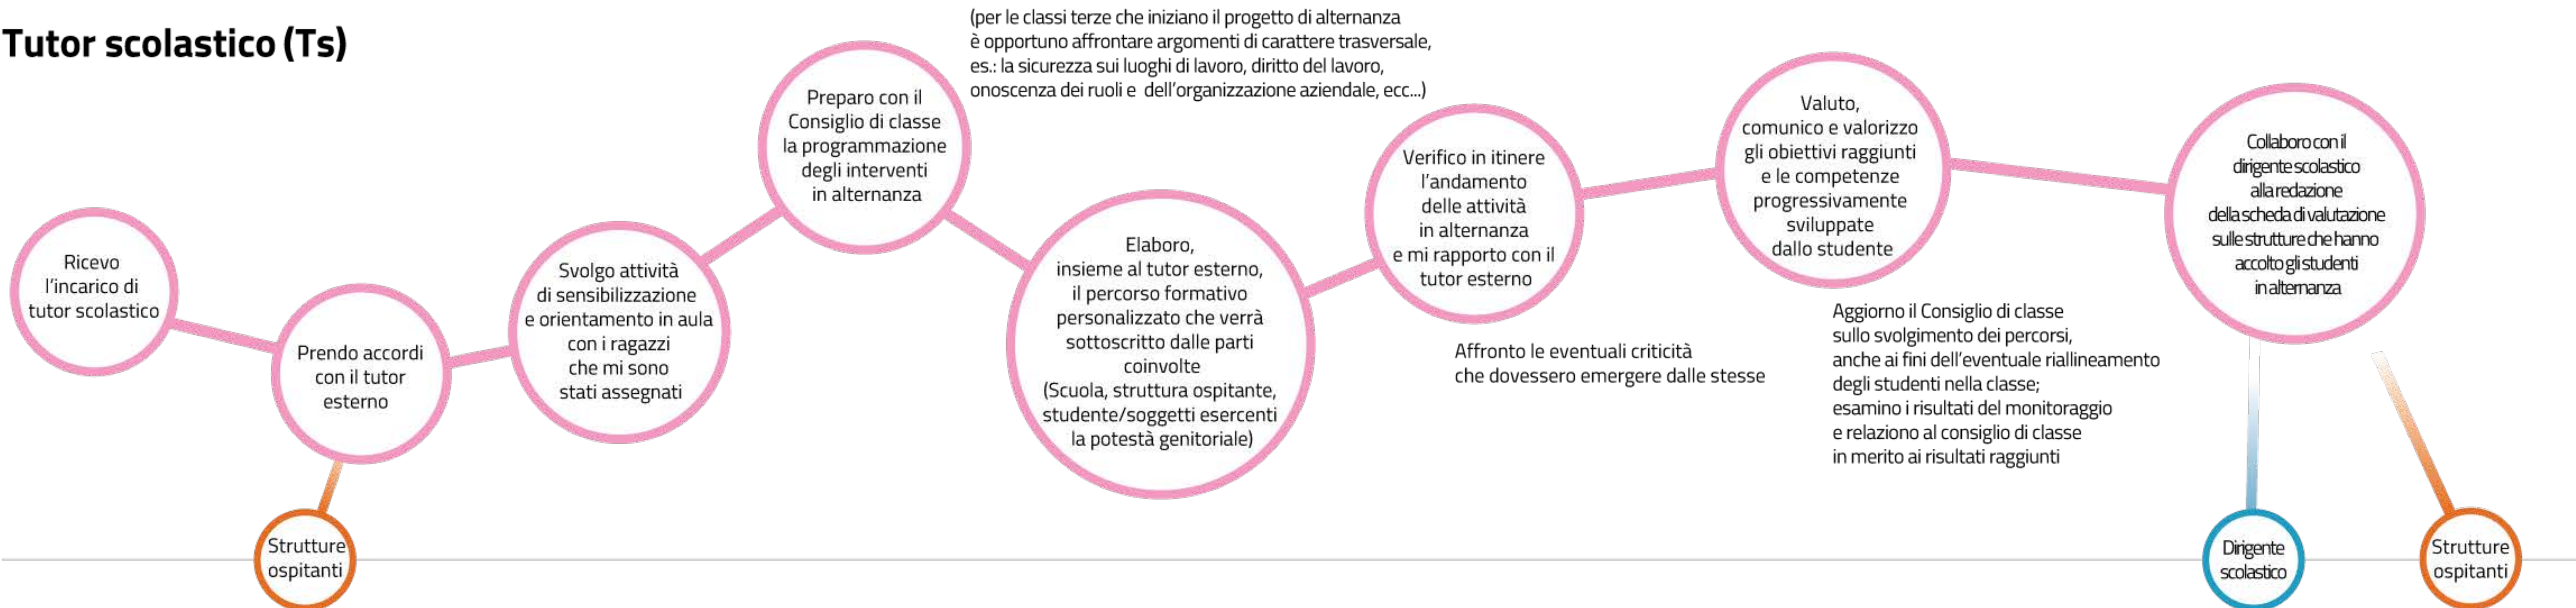 Tutor scolastico (Ts)
Ricevo
l'incarico di
tutor scolastico
Prendo accordi
con il tutor
esterno
Strutture
ospitanti
Svolgo attività
di sensibilizzazione
e orientamento in aula
con i ragazzi
che mi sono
stati assegnati
Preparo con il
Consiglio di classe
la programmazione
degli interventi
in alternanza
(per le classi terze che iniziano il progetto di alternanza
è opportuno affrontare argomenti di carattere trasversale,
es.: la sicurezza sui luoghi di lavoro, diritto del lavoro,
onoscenza dei ruoli e dell'organizzazione aziendale, ecc...)
Elaboro,
insieme al tutor esterno,
il percorso formativo
personalizzato che verrà
sottoscritto dalle parti
coinvolte
(Scuola, struttura ospitante,
studente/soggetti esercenti
la potestà genitoriale)
Verifico in itinere
l'andamento
delle attività
in alternanza
e mi rapporto con il
tutor esterno
Affronto le eventuali criticità
che dovessero emergere dalle stesse
Valuto,
comunico e valorizzo
gli obiettivi raggiunti
e le competenze
progressivamente
sviluppate
dallo studente
Aggiorno il Consiglio di classe
sullo svolgimento dei percorsi,
anche ai fini dell'eventuale riallineamento
degli studenti nella classe;
esamino i risultati del monitoraggio
e relaziono al consiglio di classe
in merito ai risultati raggiunti
Collaboro con il
dirigente scolastico
alla redazione
della scheda di valutazione
sulle strutture che hanno
accolto gli studenti
in alternanza
Dirigente
scolastico
Strutture
ospitanti